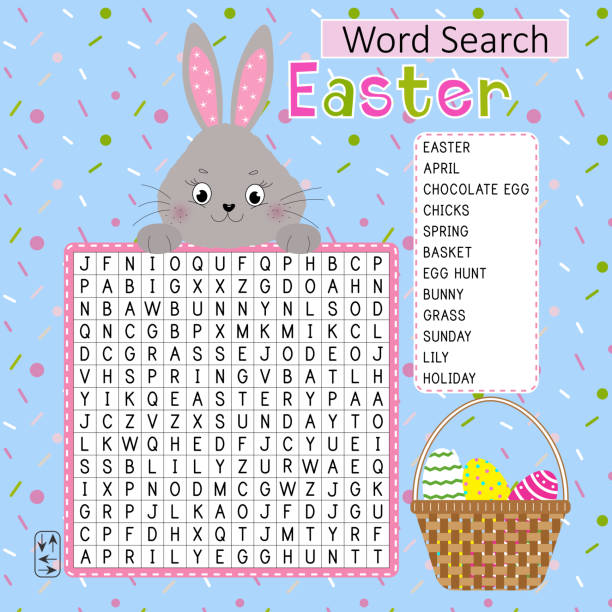 Word Search
Easter
EASTER
APRIL
CHOCOLATE EGG
CHICKS
SPRING
BASKET
EGG HUNT
BUNNY
GRASS
SUNDAY
LILY
HOLIDAY
J F N I O Q U F Q P H B C P
P A B I G X X Z G D O A H N
N B A W B U N N Y N L S O D
Q N C G B P X M K M I K C L
D C G R A S S E J O D E O J
V H S P R I N G V B A T L H
Y I K Q E A S T E R Y P A A
J C Z V Z X S U N D A Y T O
L K W Q H E D F J C Y U E I
S S B L I L Y Z U R W A E Q
I X P N O D M C G W Z J G K
G R P J L K A O J F D J G U
C P F D H X Q T J M T Y R F
A P R I L Y E G G H U N T T